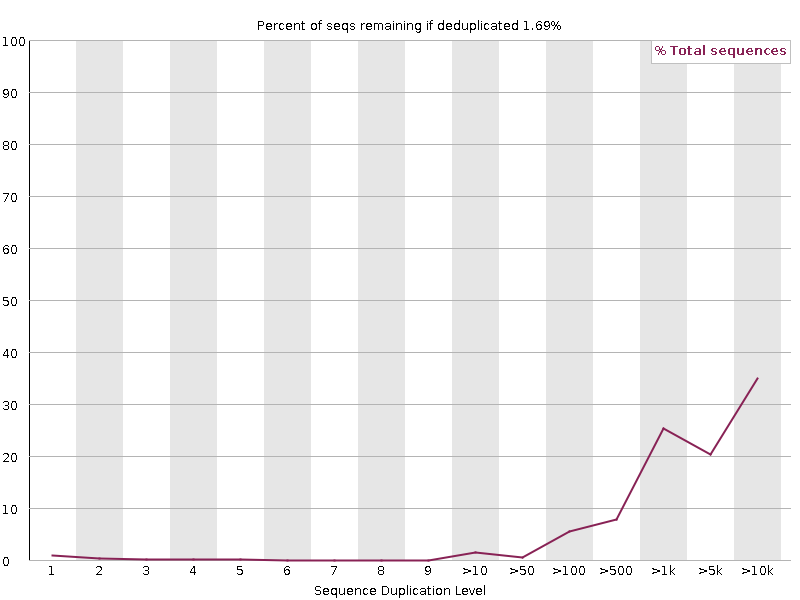 Percent of seqs remaining if deduplicated 1.69%
% Total sequences
100
90
80
70
60
50
40
30
20
10
0
1 2 3 4 5 6 7 8 9 >10 >50 >100 >500 >1k >5k >10k
Sequence Duplication Level